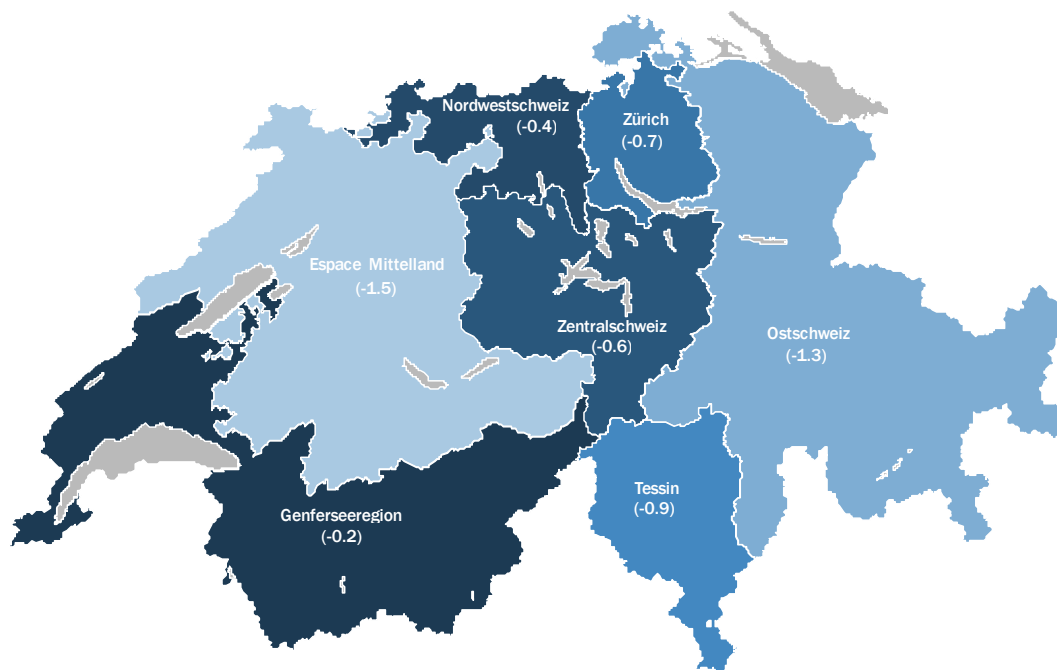 Nordwestschweiz
(-0.4)
Zürich
(-0.7)
Espace Mittelland
(-1.5)
Zentralschweiz
(-0.6)
Ostschweiz
(-1.3)
Tessin
(-0.9)
Genferseeregion
(-0.2)